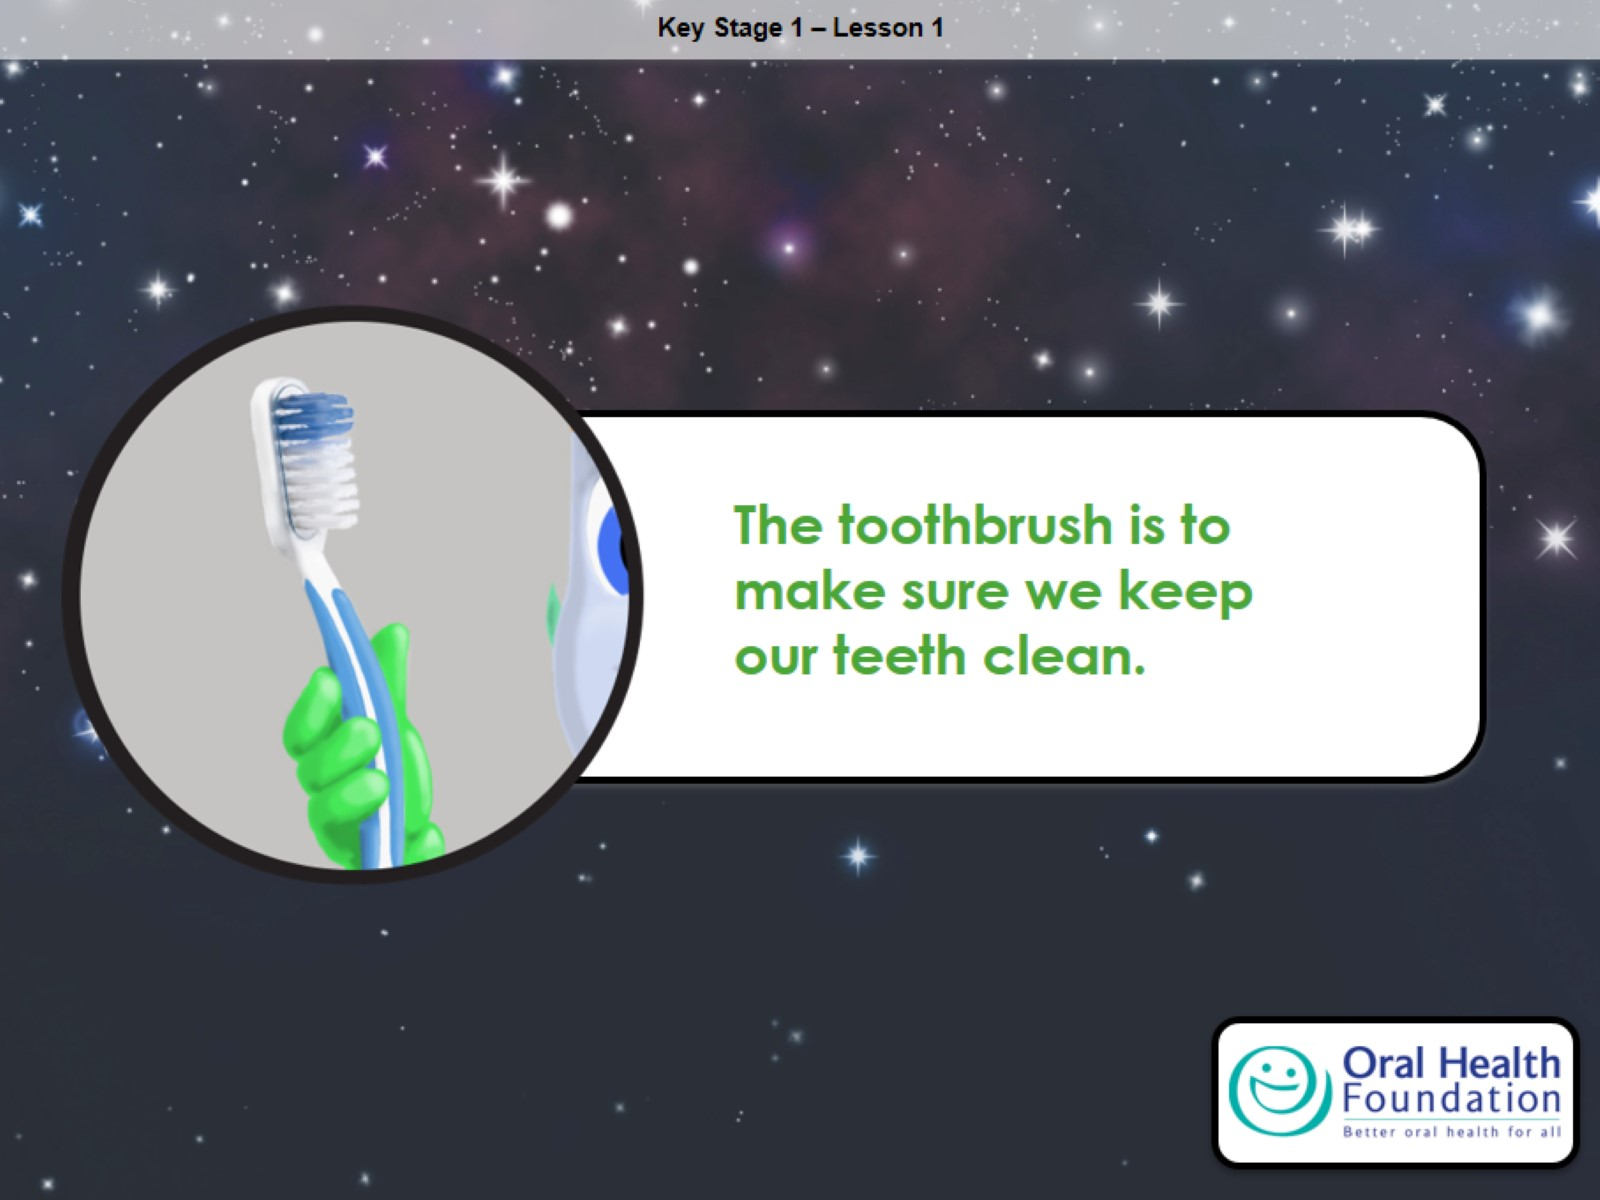 Key Stage 1 – Lesson 1
The toothbrush is to
make sure we keep
our teeth clean.
Oral Health
Foundation
Better oral health for all